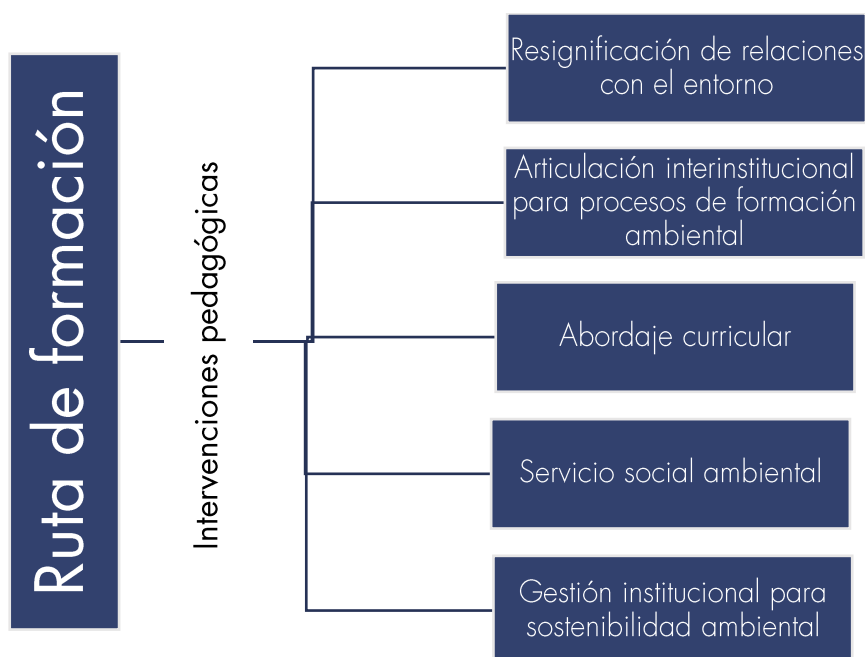 Ruta de formación
Intervenciones pedagógicas
Resignificación de relaciones
con el entorno
Articulación interinstitucional
para procesos de formación
ambiental
Abordaje curricular
Servicio social ambiental
Gestión institucional para
sostenibilidad ambiental